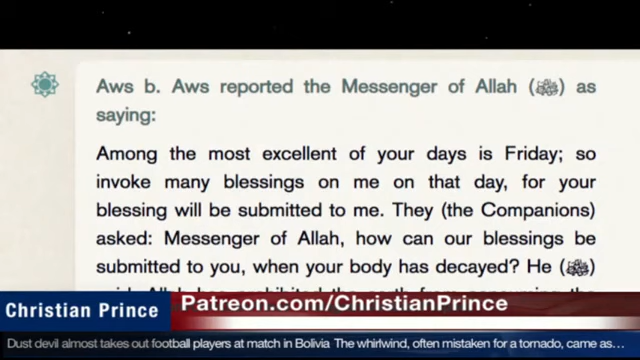 Aws b. Aws reported the Messenger of Allah (ﷺ) as
saying:
Among the most excellent of your days is Friday; so
invoke many blessings on me on that day, for your
blessing will be submitted to me. They (the Companions)
asked: Messenger of Allah, how can our blessings be
submitted to you, when your body has decayed? He (ﷺ)
Christian Prince
Patreon.com/ChristianPrince
Dust devil almost takes out football players at match in Bolivia The whirlwind, often mistaken for a tornado, came as...